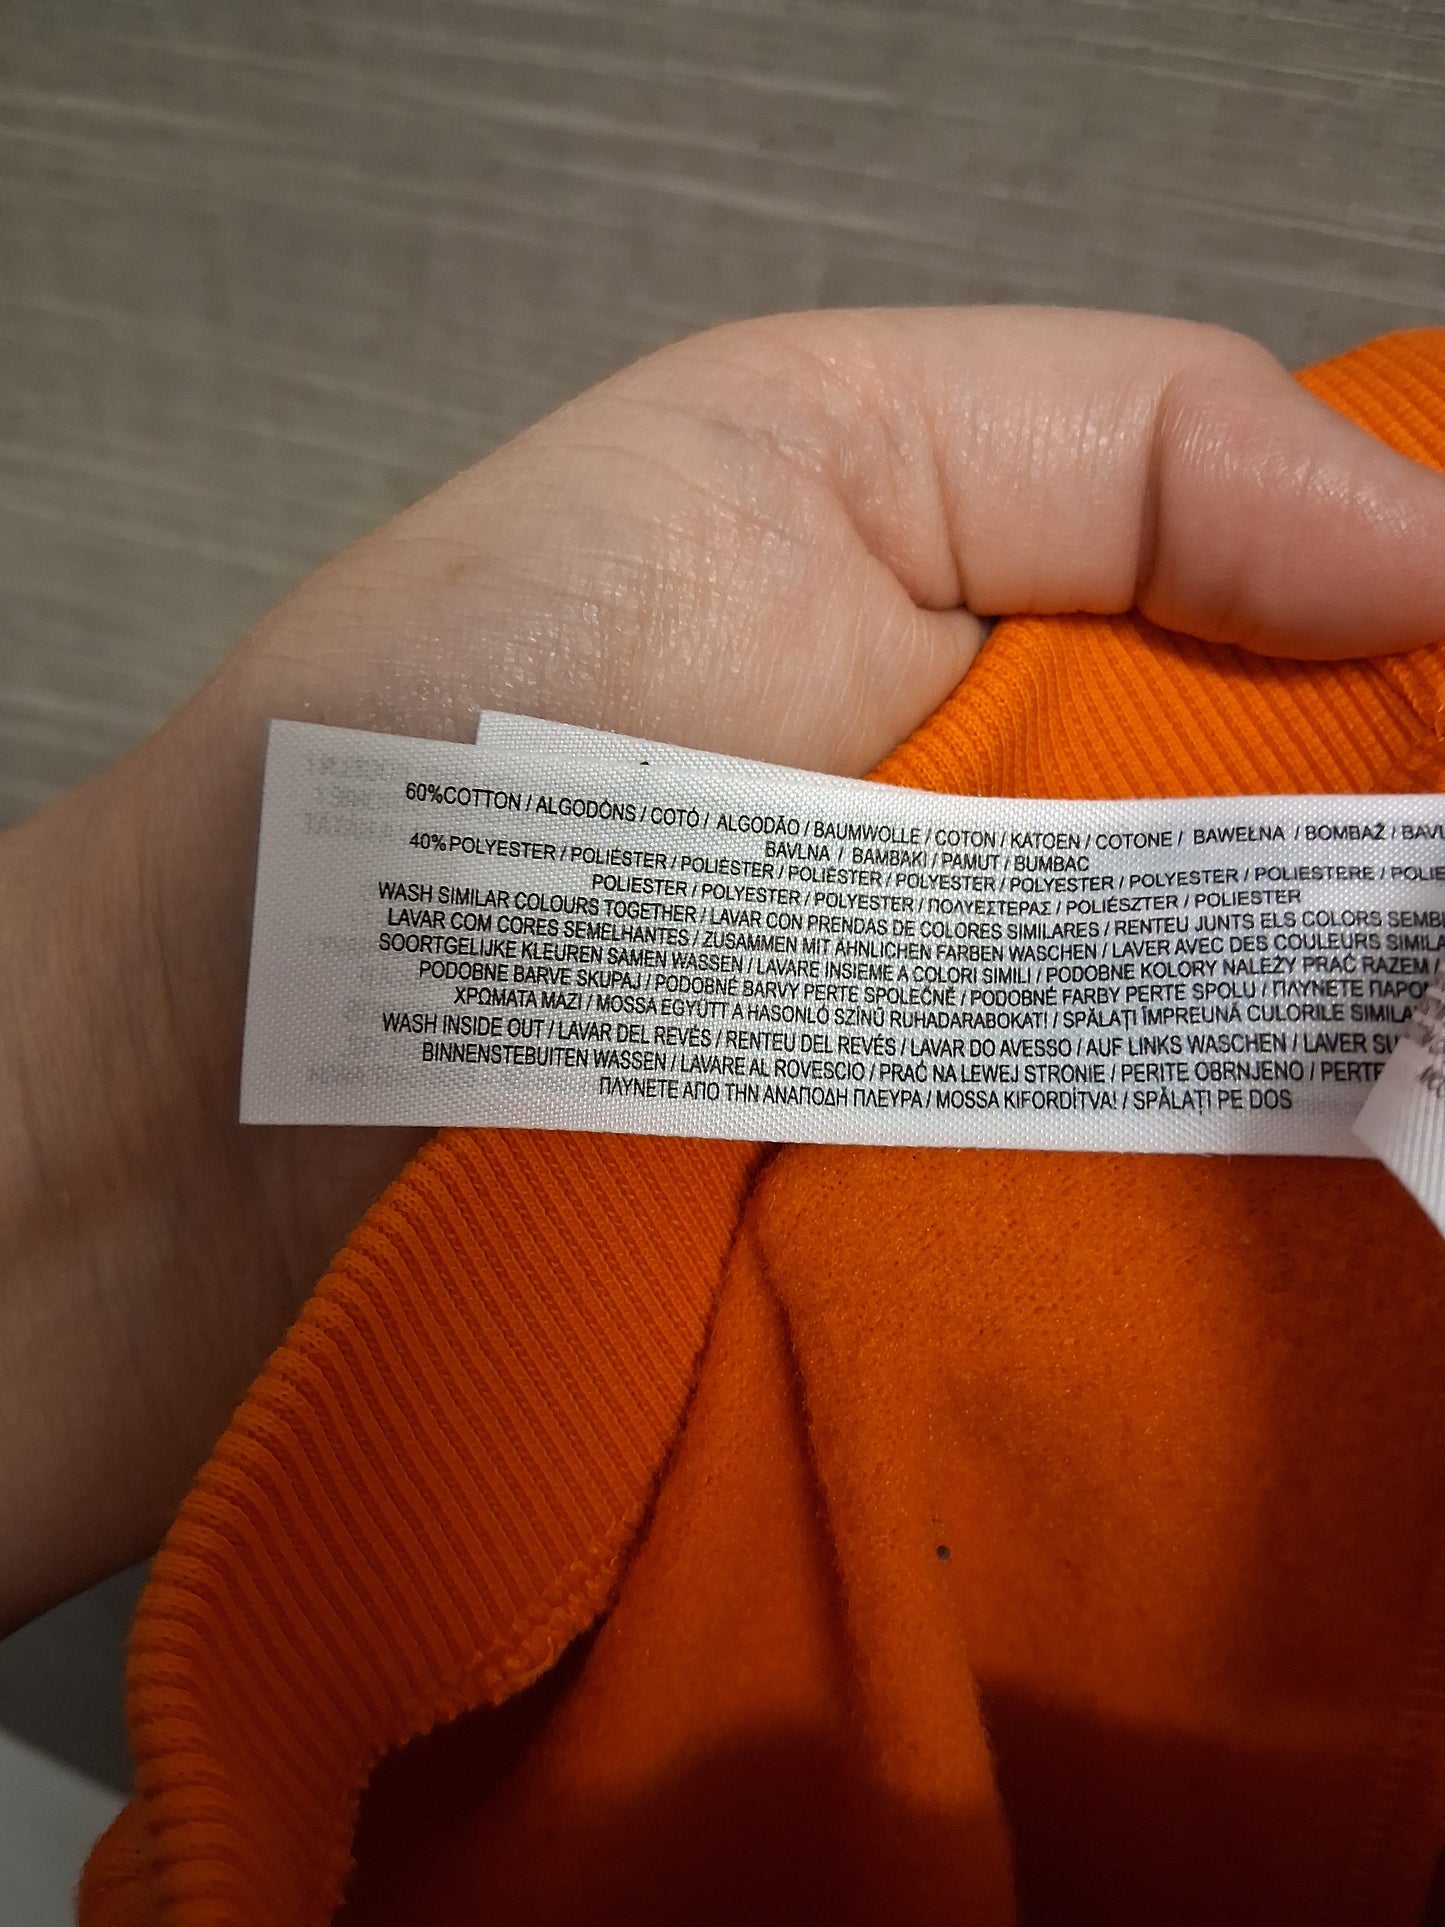 60%COTTON / ALGODÓNS / COTÓ / ALGODÃO / BAUMWOLLE / COTON / KATOEN / COTONE / BAWEŁNA / BOMBAŽ /
BAVLNA / BAMBAKI / PAMUT / BUMBAC
40%POLYESTER / POLIÉSTER / POLIÈSTER / POLIÉSTER / POLYESTER / POLYESTER / POLYESTER / POLIESTERE /
POLIESTER / POLYESTER / POLYESTER / ΠΟΛΥΕΣΤΕΡΑΣ / POLIÉSZTER / POLIESTER
WASH SIMILAR COLOURS TOGETHER / LAVAR CON PRENDAS DE COLORES SIMILARES / RENTEU JUNTS ELS COLORS
LAVAR COM CORES SEMELHANTES / ZUSAMMEN MIT ÄHNLICHEN FARBEN WASCHEN / LAVER AVEC DES COULEURS
SOORTGELIJKE KLEUREN SAMEN WASSEN / LAVARE INSIEME A COLORI SIMILI / PODOBNE KOLORY NALEŻY PRAĆ RAZEM /
PODOBNE BARVE SKUPAJ / PODOBNÉ BARVY PERTE SPOLEČNĚ / PODOBNÉ FARBY PERTE SPOLU / ΠΛΥΝΕΤΕ
ΧΡΩΜΑΤΑ ΜΑΖΙ / MOSSA EGYÜTT A HASONLÓ SZÍNŰ RUHADARABOKAT! / SPĂLAȚI ÎMPREUNĂ CULORILE
WASH INSIDE OUT / LAVAR DEL REVÉS / RENTEU DEL REVÉS / LAVAR DO AVESSO / AUF LINKS WASCHEN / LAVER
BINNENSTEBUITEN WASSEN / LAVARE AL ROVESCIO / PRAĆ NA LEWEJ STRONIE / PERITE OBRNJENO / PERTE
ΠΛΥΝΕΤΕ ΑΠΟ ΤΗΝ ΑΝΑΠΟΔΗ ΠΛΕΥΡΑ / MOSSA KIFORDÍTVA! / SPĂLAȚI PE DOS